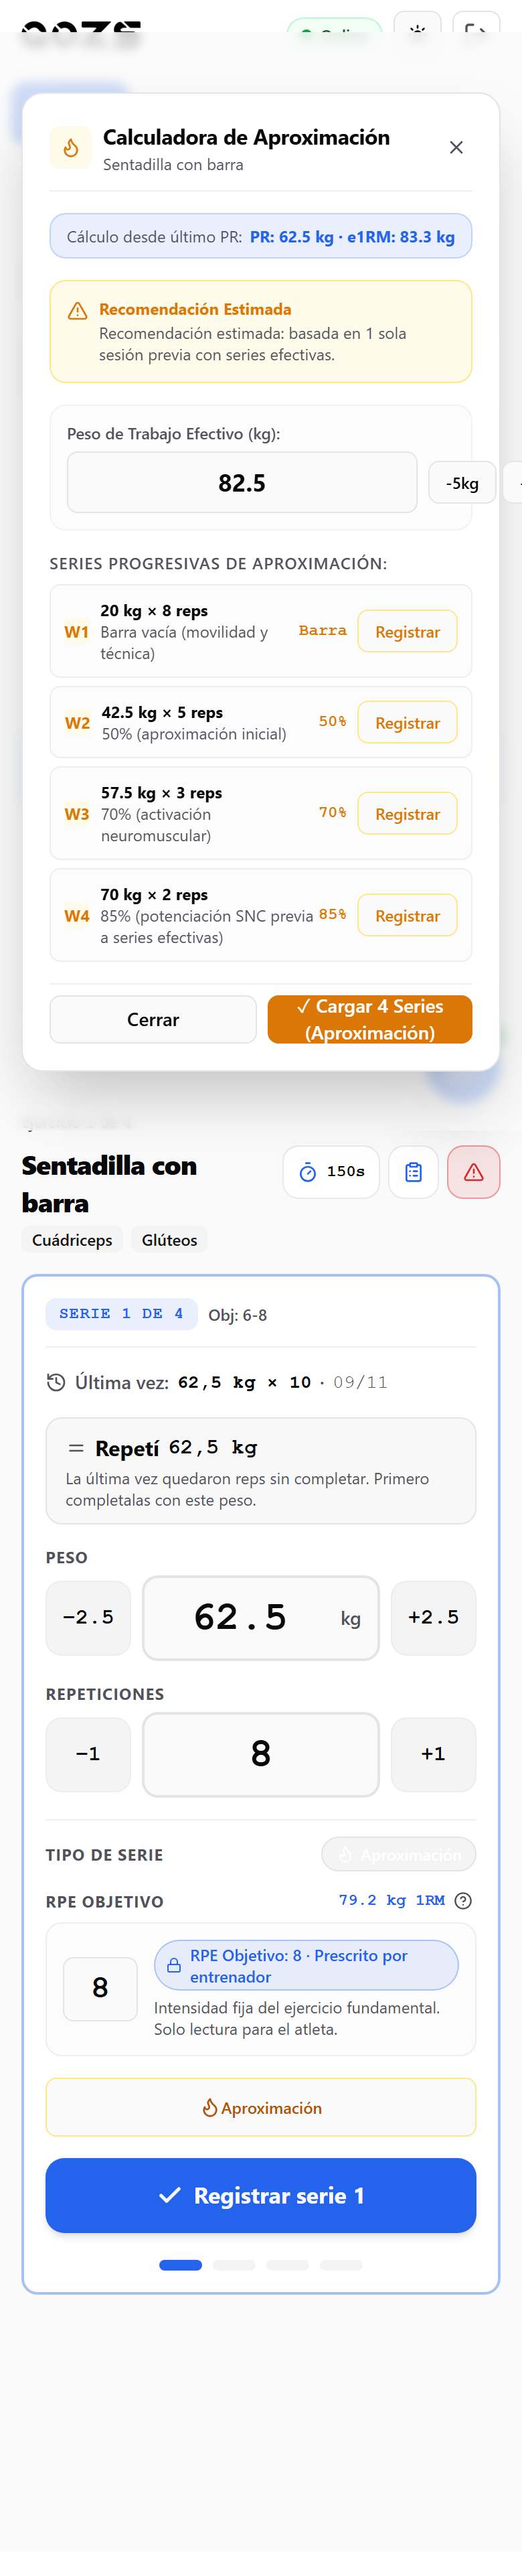 Calculadora de Aproximación
Sentadilla con barra
Cálculo desde último PR: PR: 62.5 kg · e1RM: 83.3 kg
Recomendación Estimada
Recomendación estimada: basada en 1 sola
sesión previa con series efectivas.
Peso de Trabajo Efectivo (kg):
82.5
-5kg
SERIES PROGRESIVAS DE APROXIMACIÓN:
W1
20 kg × 8 reps
Barra vacía (movilidad y
técnica)
Barra
Registrar
W2
42.5 kg × 5 reps
50% (aproximación inicial)
50%
Registrar
W3
57.5 kg × 3 reps
70% (activación
neuromuscular)
70%
Registrar
W4
70 kg × 2 reps
85% (potenciación SNC previa
a series efectivas)
85%
Registrar
Cerrar
✓ Cargar 4 Series
(Aproximación)
Sentadilla con
barra
150s
Cuádriceps
Glúteos
SERIE 1 DE 4
Obj: 6-8
Última vez: 62,5 kg × 10 · 09/11
= Repetí 62,5 kg
La última vez quedaron reps sin completar. Primero
completalas con este peso.
PESO
−2.5
62.5 kg
+2.5
REPETICIONES
−1
8
+1
TIPO DE SERIE
Aproximación
RPE OBJETIVO
79.2 kg 1RM
8
RPE Objetivo: 8 · Prescrito por
entrenador
Intensidad fija del ejercicio fundamental.
Solo lectura para el atleta.
Aproximación
Registrar serie 1